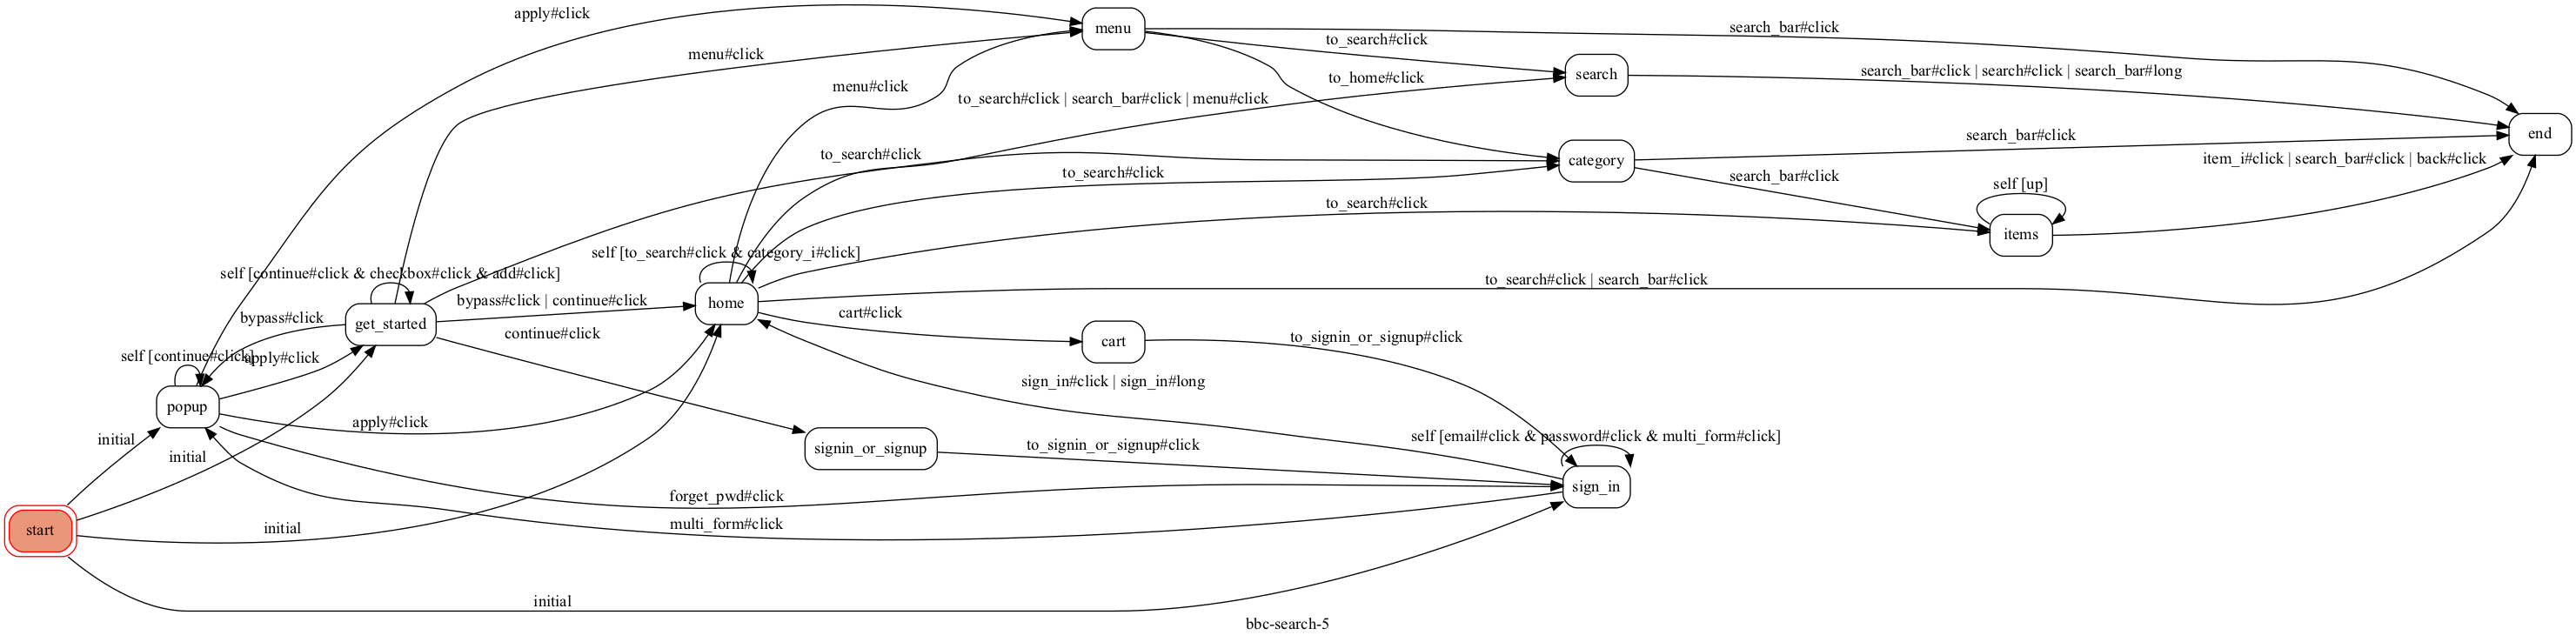 apply#click
menu
search_bar#click
to_search#click
menu#click
search
search_bar#click | search#click | search_bar#long
to_home#click
menu#click
to_search#click | search_bar#click | menu#click
end
search_bar#click
to_search#click
category
item_i#click | search_bar#click | back#click
to_search#click
search_bar#click
self [up]
to_search#click
items
self [to_search#click & category_i#click]
self [continue#click & checkbox#click & add#click]
to_search#click | search_bar#click
bypass#click | continue#click
home
cart#click
bypass#click
get_started
continue#click
cart
to_signin_or_signup#click
self [continue#click]
apply#click
sign_in#click | sign_in#long
popup
apply#click
initial
self [email#click & password#click & multi_form#click]
signin_or_signup
to_signin_or_signup#click
initial
sign_in
forget_pwd#click
multi_form#click
start
initial
initial
bbc-search-5